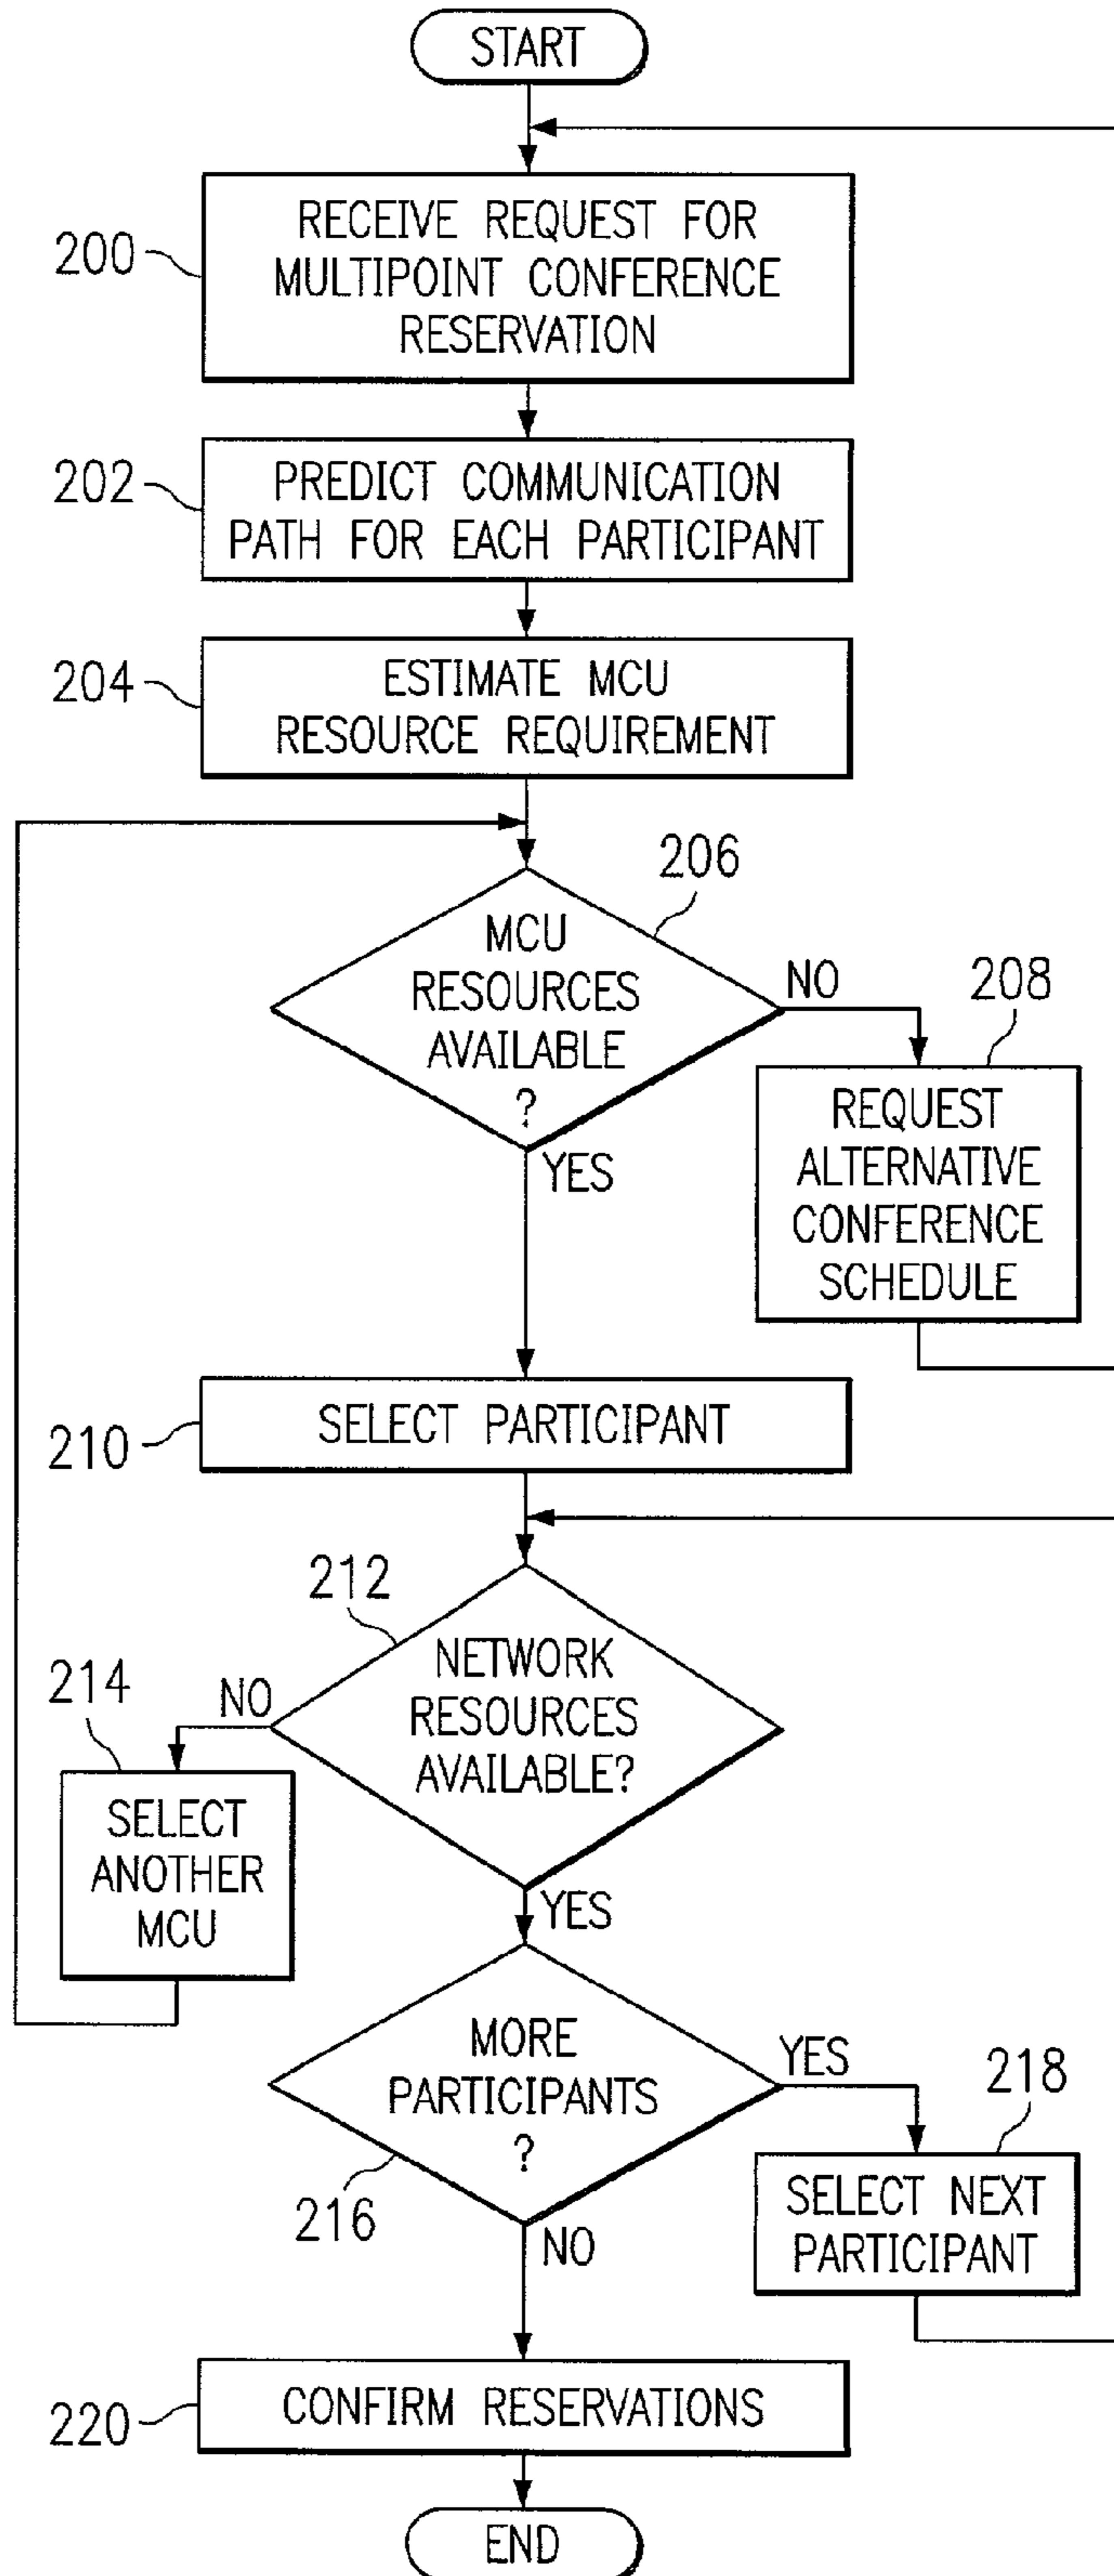 START
200
RECEIVE REQUEST FOR
MULTIPOINT CONFERENCE
RESERVATION
202
PREDICT COMMUNICATION
PATH FOR EACH PARTICIPANT
204
ESTIMATE MCU
RESOURCE REQUIREMENT
206
MCU
RESOURCES
AVAILABLE
?
NO
YES
208
REQUEST
ALTERNATIVE
CONFERENCE
SCHEDULE
210
SELECT PARTICIPANT
212
NETWORK
RESOURCES
AVAILABLE?
NO
YES
214
SELECT
ANOTHER
MCU
MORE
PARTICIPANTS
?
216
YES
NO
218
SELECT NEXT
PARTICIPANT
220
CONFIRM RESERVATIONS
END